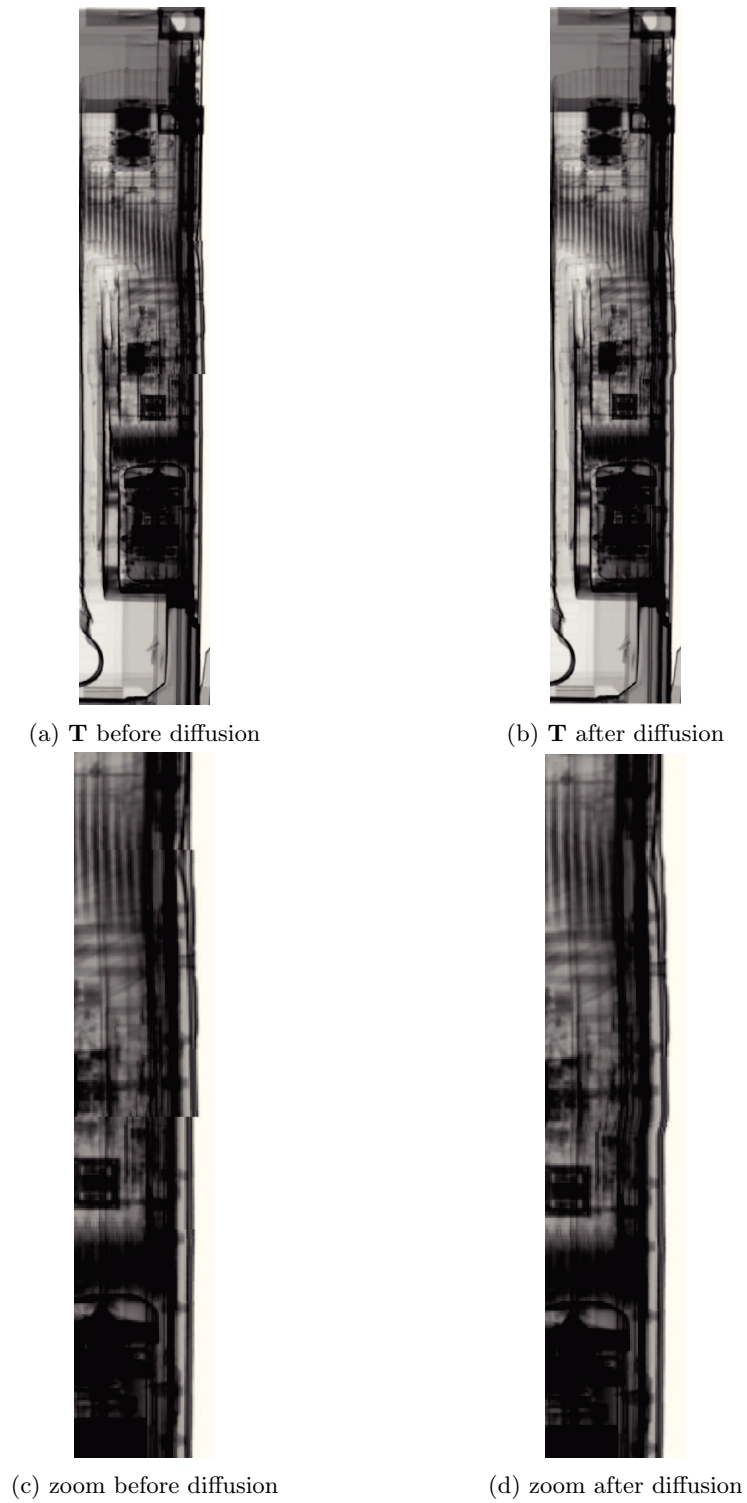 (a) T before diffusion
(b) T after diffusion
(c) zoom before diffusion
(d) zoom after diffusion